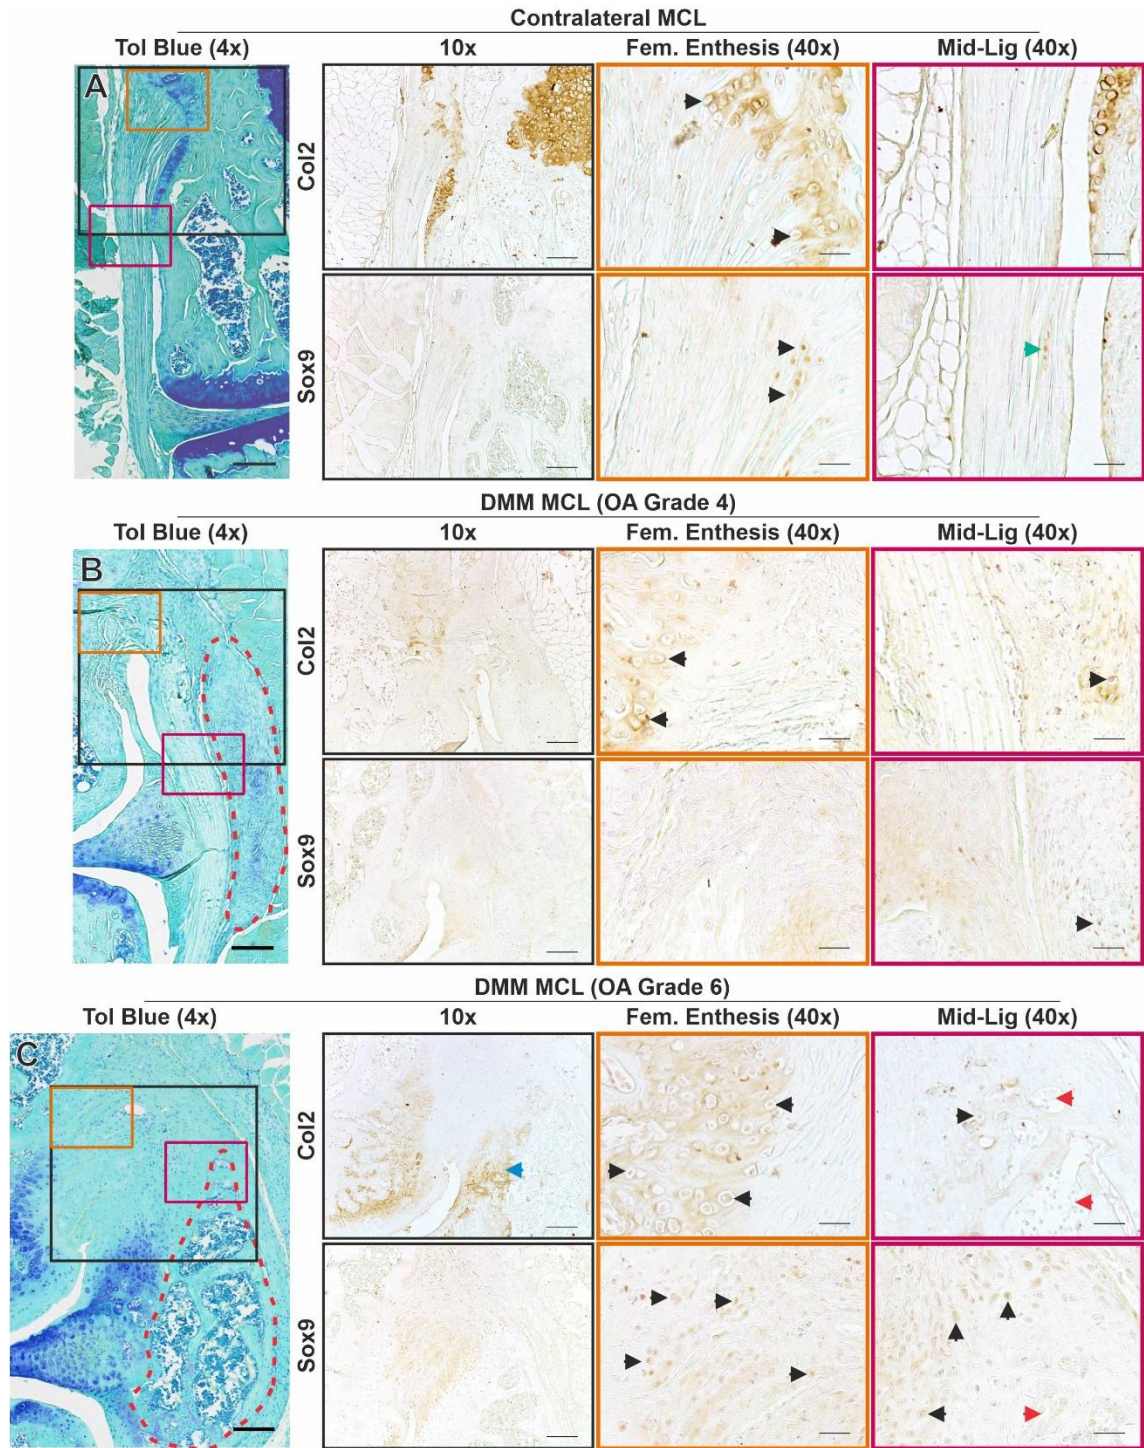 Contralateral MCL
Tol Blue (4x) 10x Fem. Enthesis (40x) Mid-Lig (40x)
A
Col2
Sox9
DMM MCL (OA Grade 4)
Tol Blue (4x) 10x Fem. Enthesis (40x) Mid-Lig (40x)
B
Col2
Sox9
DMM MCL (OA Grade 6)
Tol Blue (4x) 10x Fem. Enthesis (40x) Mid-Lig (40x)
C
Col2
Sox9